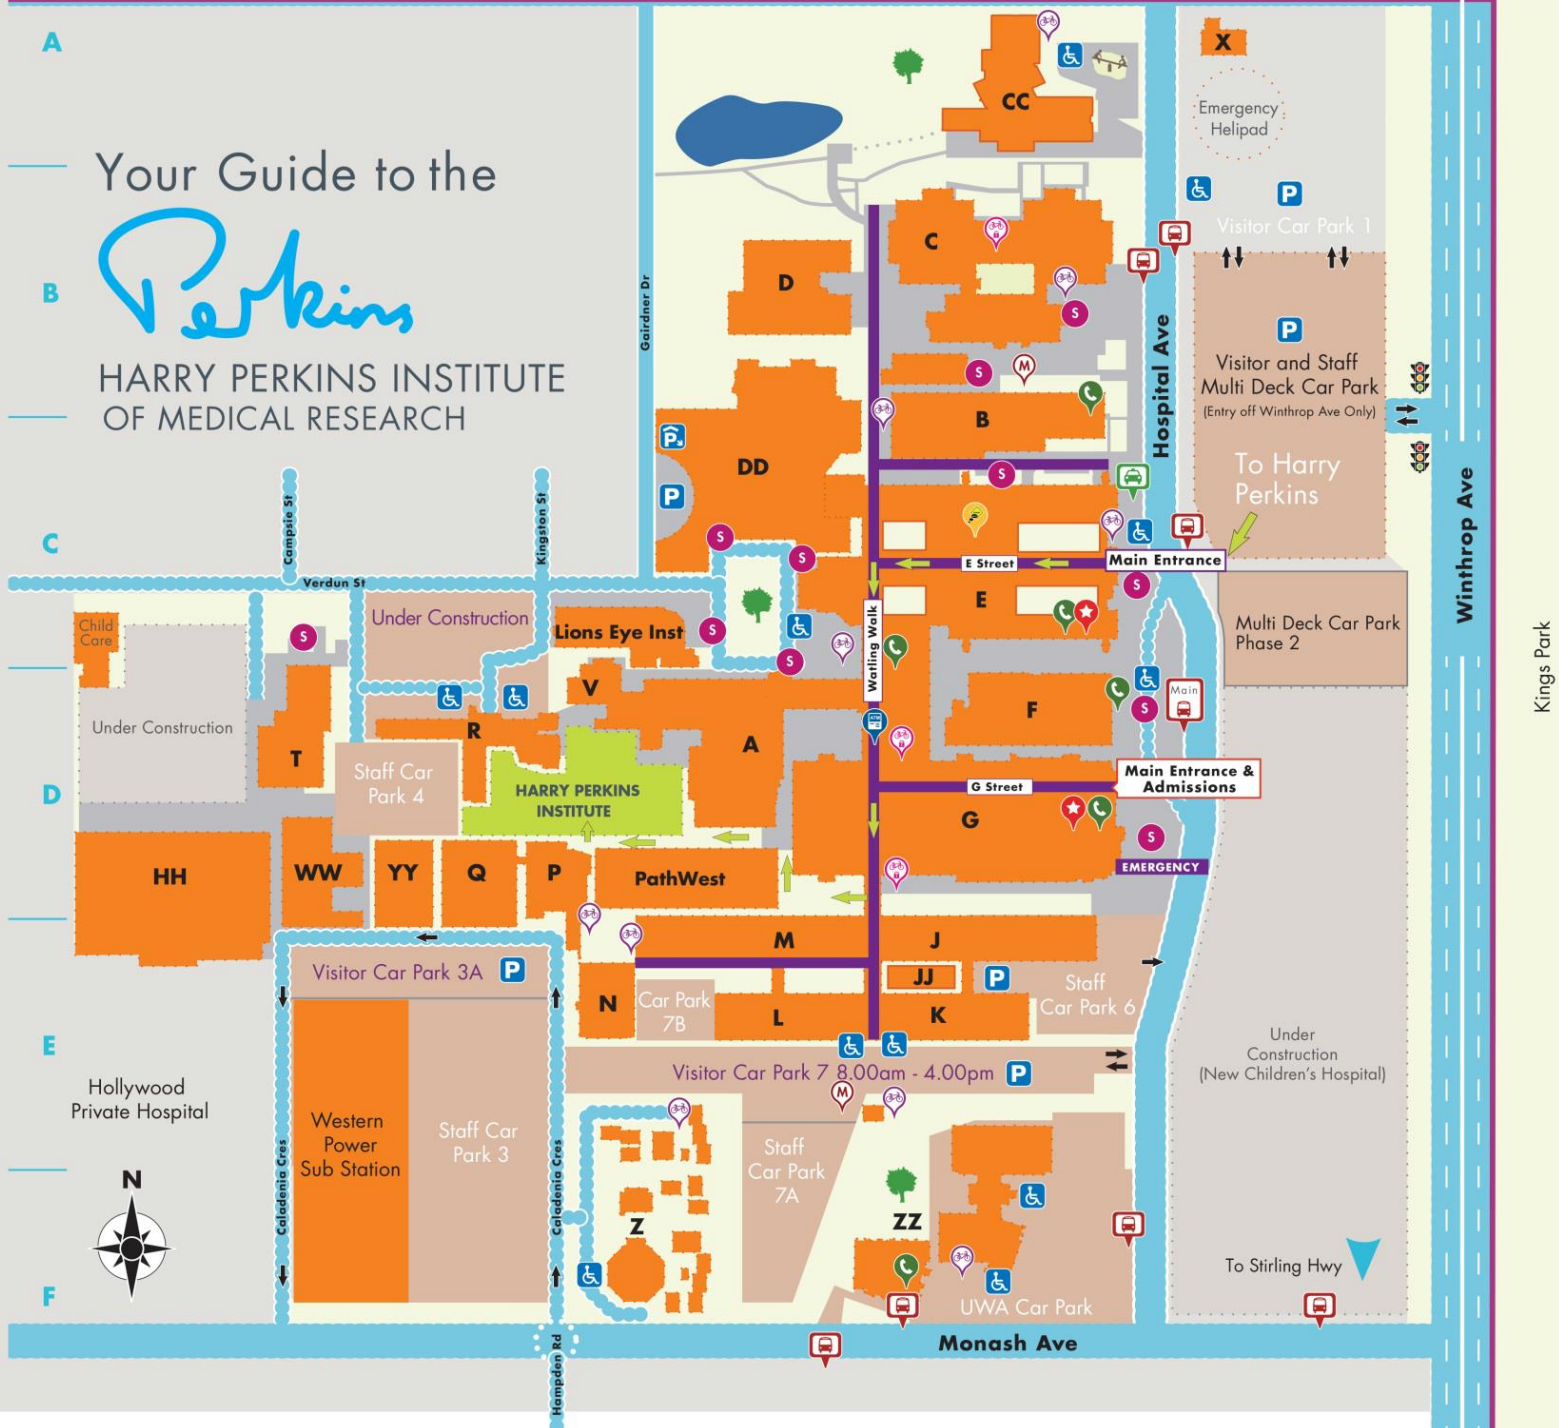 A
B
C
D
E
F
Your Guide to the
Perkins
HARRY PERKINS INSTITUTE
OF MEDICAL RESEARCH
CC
X
Emergency
Helipad
P
Visitor Car Park 1
C
D
Gairdner Dr
P
Visitor and Staff
Multi Deck Car Park
(Entry off Winthrop Ave Only)
Hospital Ave
S
S
M
B
P
DD
P
S
To Harry
Perkins
Winthrop Ave
Campsie St
Kingston St
S
S
E Street
Main Entrance
Verdun St
S
E
Child
Care
Under Construction
Lions Eye Inst
S
S
S
Watling Walk
Multi Deck Car Park
Phase 2
Kings Park
Under Construction
T
R
V
A
ATM
F
S
Main
Staff Car
Park 4
HARRY PERKINS
INSTITUTE
G Street
Main Entrance &
Admissions
G
S
EMERGENCY
HH
WW
YY
Q
P
PathWest
M
J
Visitor Car Park 3A
P
N
Car Park
7B
L
JJ
P
K
Staff
Car Park 6
Under
Construction
(New Children's Hospital)
Visitor Car Park 7 8.00am - 4.00pm
P
M
Hollywood
Private Hospital
Western
Power
Sub Station
Staff Car
Park 3
Caladenia Cres
Caladenia Cres
Staff
Car Park
7A
N
Z
ZZ
To Stirling Hwy
UWA Car Park
Monash Ave
Hampden Rd